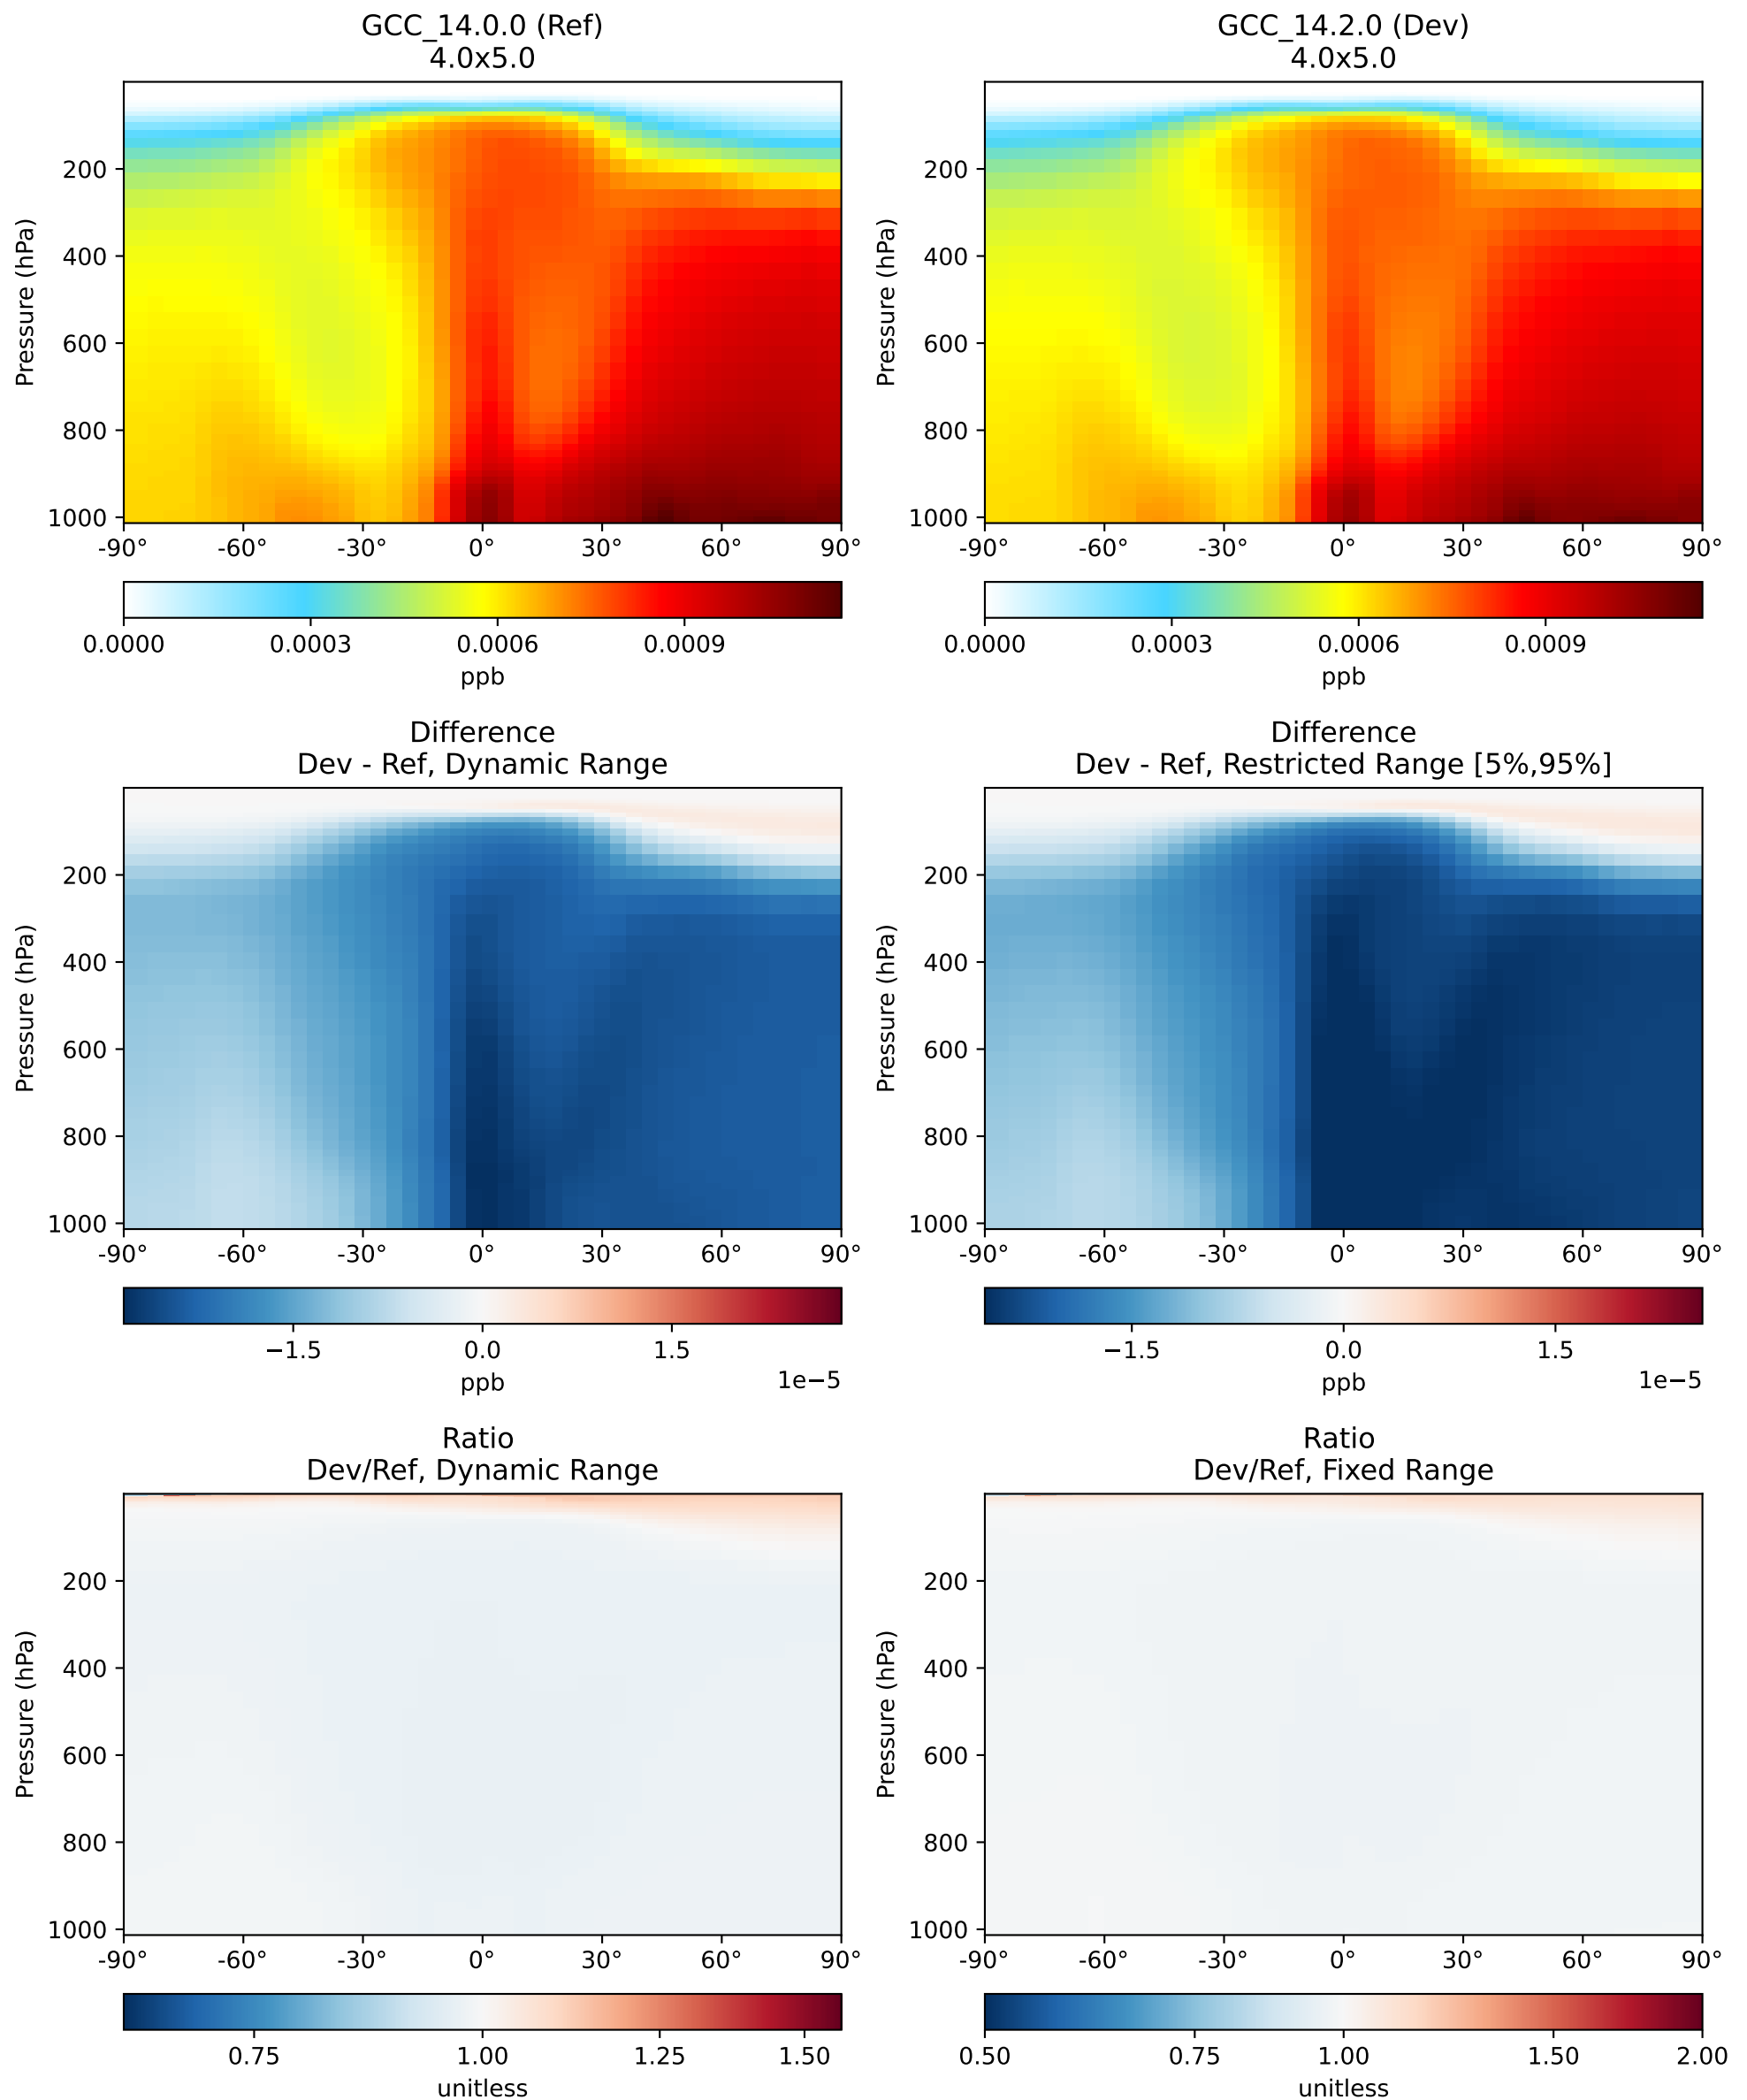 GCC_14.0.0 (Ref)
4.0x5.0
GCC_14.2.0 (Dev)
4.0x5.0
Pressure (hPa)
200
400
600
800
1000
-90° -60° -30° 0° 30° 60° 90°
Pressure (hPa)
200
400
600
800
1000
-90° -60° -30° 0° 30° 60° 90°
0.0000 0.0003 0.0006 0.0009
ppb
0.0000 0.0003 0.0006 0.0009
ppb
Difference
Dev - Ref, Dynamic Range
Difference
Dev - Ref, Restricted Range [5%,95%]
Pressure (hPa)
200
400
600
800
1000
-90° -60° -30° 0° 30° 60° 90°
Pressure (hPa)
200
400
600
800
1000
-90° -60° -30° 0° 30° 60° 90°
−1.5 0.0 1.5
ppb 1e−5
−1.5 0.0 1.5
ppb 1e−5
Ratio
Dev/Ref, Dynamic Range
Ratio
Dev/Ref, Fixed Range
Pressure (hPa)
200
400
600
800
1000
-90° -60° -30° 0° 30° 60° 90°
Pressure (hPa)
200
400
600
800
1000
-90° -60° -30° 0° 30° 60° 90°
0.75 1.00 1.25 1.50
unitless
0.50 0.75 1.00 1.50 2.00
unitless